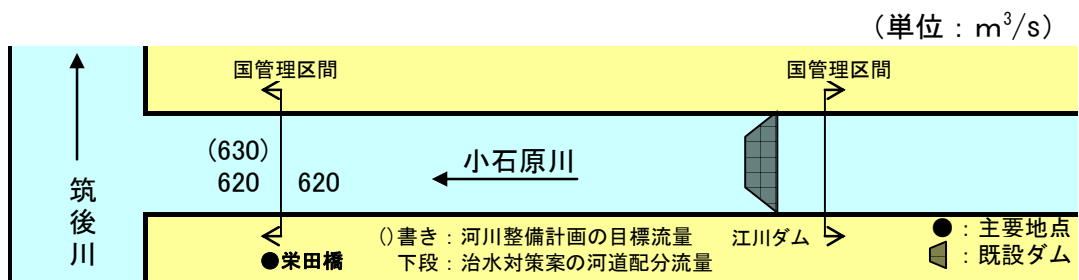 （単位：m³/s）
国管理区間
国管理区間
(630)
620
620
小石原川
筑後川
●栄田橋
()書き：河川整備計画の目標流量
下段：治水対策案の河道配分流量
江川ダム
●：主要地点
：既設ダム